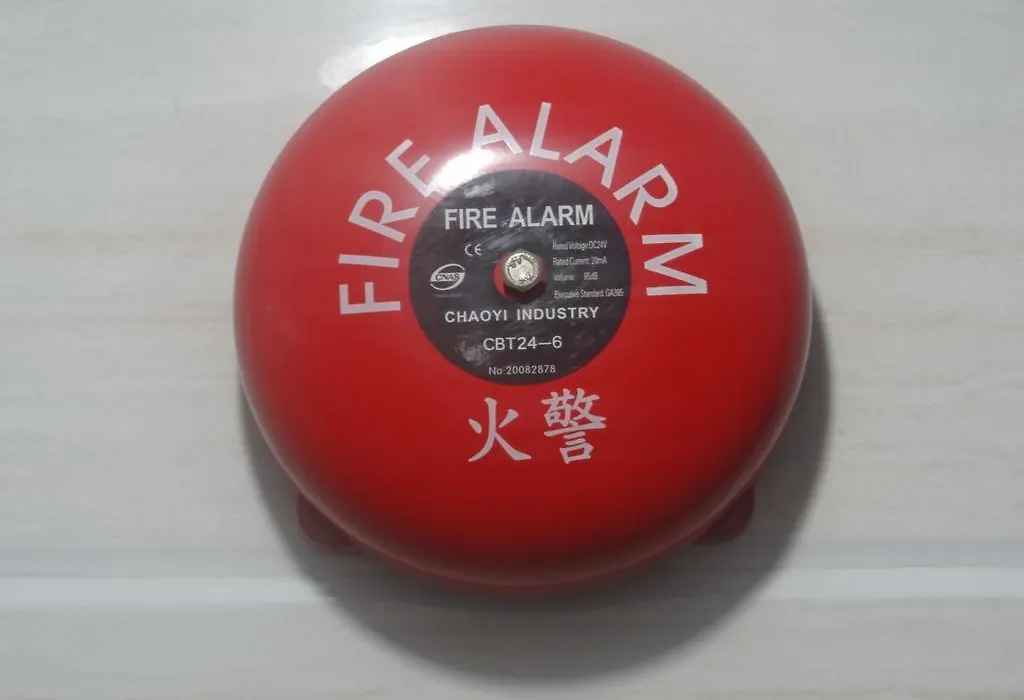 FIRE ALARM
FIRE ALARM
CE
CNAS
Rated Voltage:DC24V
Rated Current: 20mA
Volume: 85dB
Executive Standard: GA385
CHAOYI INDUSTRY
CBT24-6
No:20082878
火警